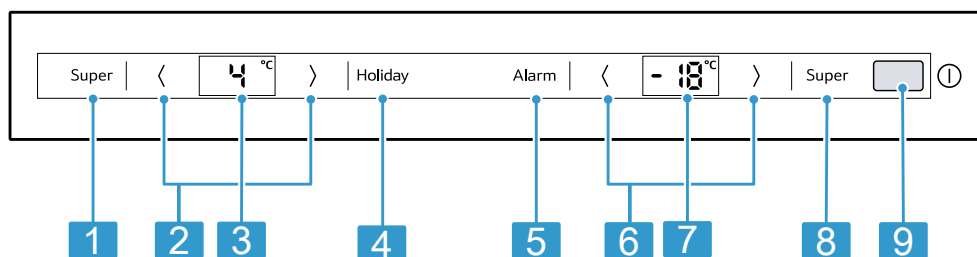 Super 〈 4 °C 〉 Holiday Alarm 〈 -18 °C 〉 Super
1 2 3 4 5 6 7 8 9